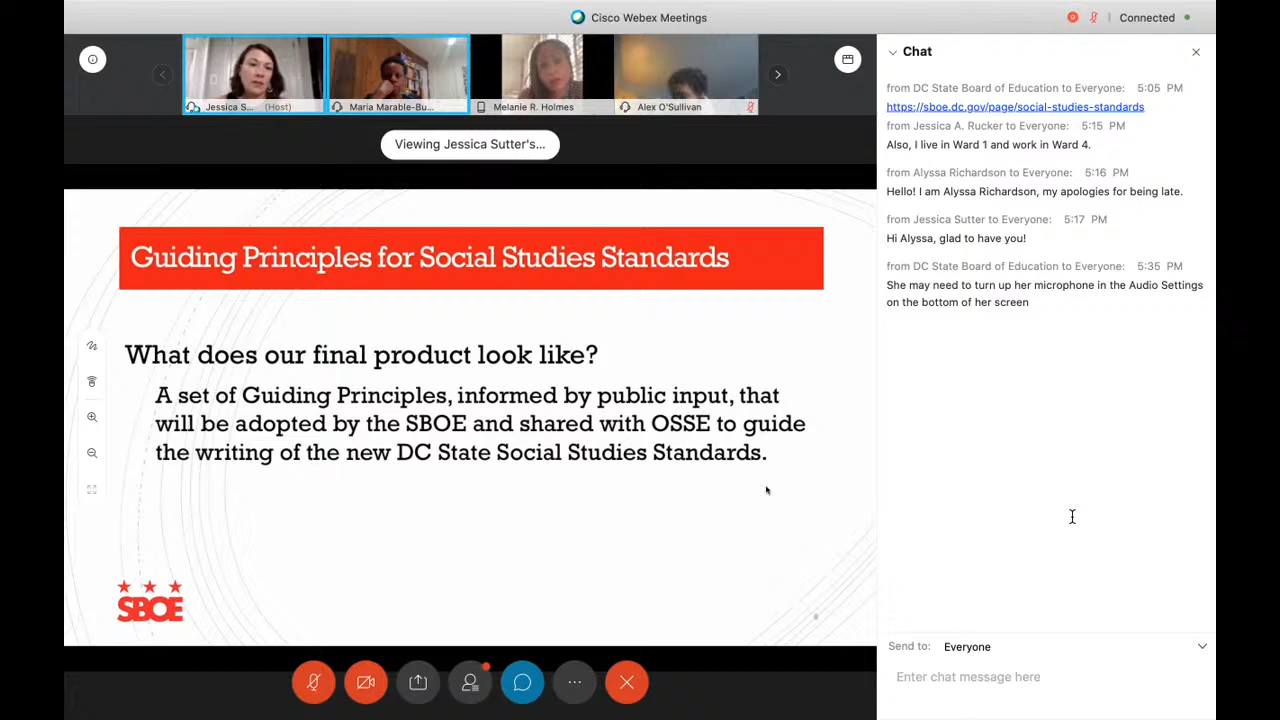 Cisco Webex Meetings
Connected
Jessica S... (Host)
Maria Marable-Bu...
Melanie R. Holmes
Alex O'Sullivan
Viewing Jessica Sutter's...
Guiding Principles for Social Studies Standards
What does our final product look like?
A set of Guiding Principles, informed by public input, that
will be adopted by the SBOE and shared with OSSE to guide
the writing of the new DC State Social Studies Standards.
SBOE
Chat
from DC State Board of Education to Everyone: 5:05 PM
https://sboe.dc.gov/page/social-studies-standards
from Jessica A. Rucker to Everyone: 5:15 PM
Also, I live in Ward 1 and work in Ward 4.
from Alyssa Richardson to Everyone: 5:16 PM
Hello! I am Alyssa Richardson, my apologies for being late.
from Jessica Sutter to Everyone: 5:17 PM
Hi Alyssa, glad to have you!
from DC State Board of Education to Everyone: 5:35 PM
She may need to turn up her microphone in the Audio Settings
on the bottom of her screen
Send to: Everyone
Enter chat message here